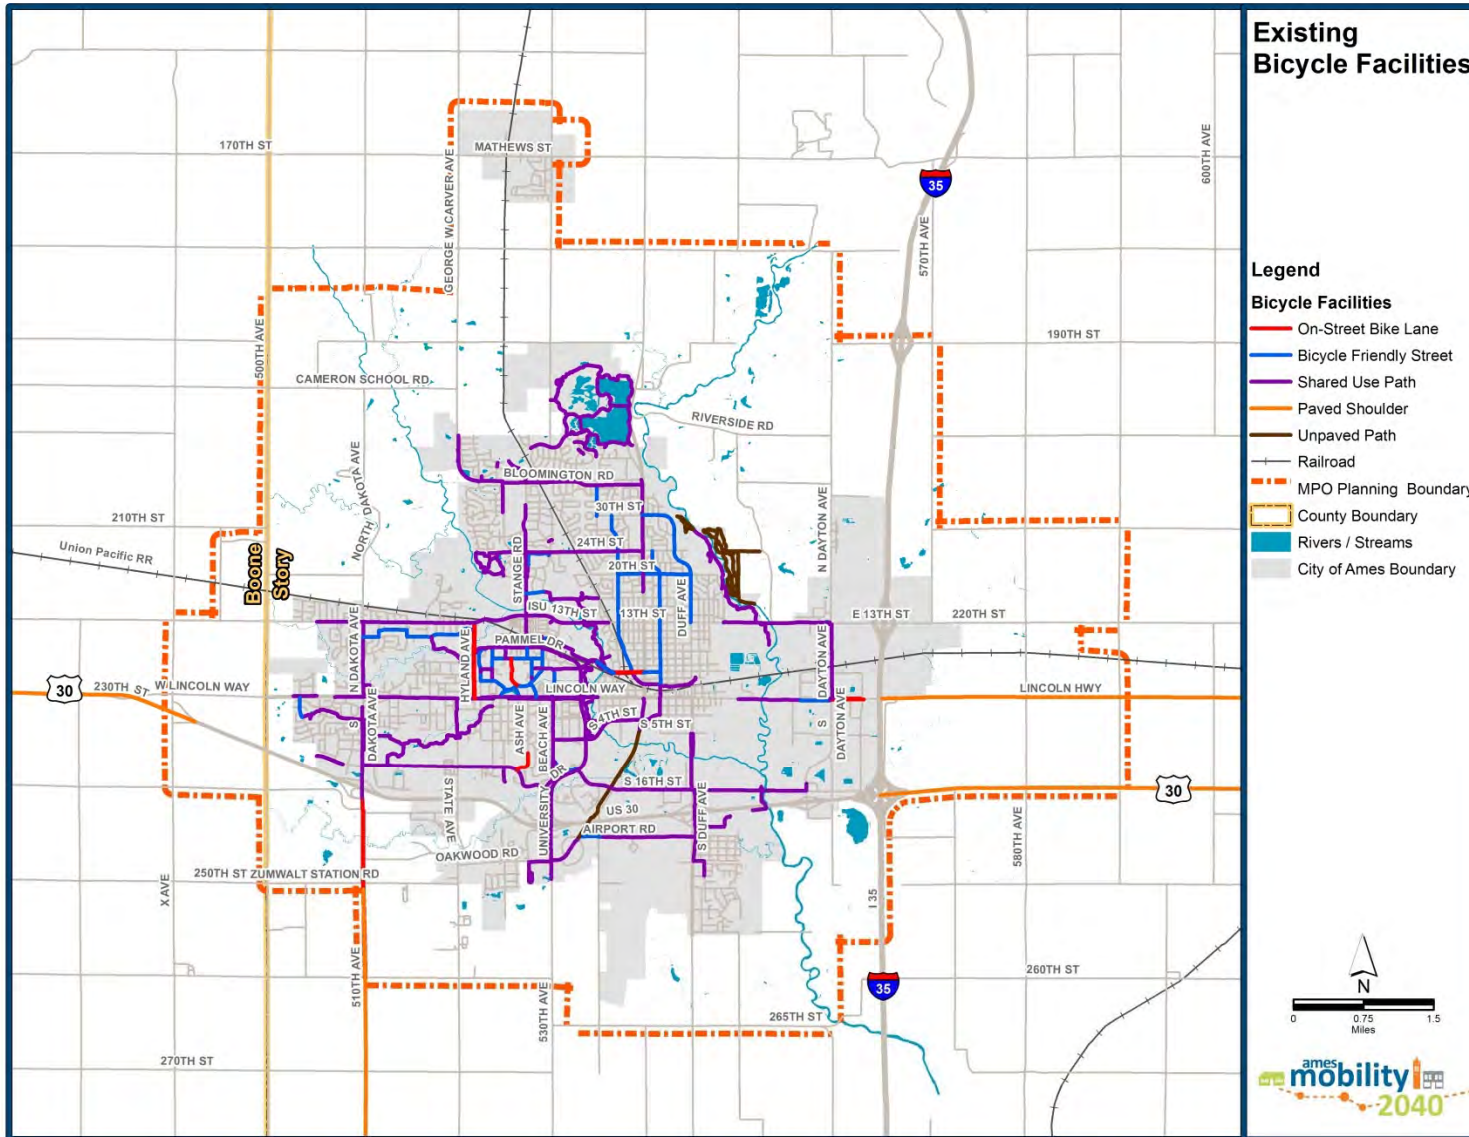 Existing
Bicycle Facilities
Legend
Bicycle Facilities
On-Street Bike Lane
Bicycle Friendly Street
Shared Use Path
Paved Shoulder
Unpaved Path
Railroad
MPO Planning Boundary
County Boundary
Rivers / Streams
City of Ames Boundary
N
0 0.75 1.5
Miles
ames
mobility
2040
170TH ST
MATHEWS ST
GEORGE W CARVER AVE
35
600TH AVE
570TH AVE
500TH AVE
190TH ST
CAMERON SCHOOL RD
RIVERSIDE RD
NORTH DAKOTA AVE
BLOOMINGTON RD
210TH ST
30TH ST
N DAYTON AVE
Union Pacific RR
24TH ST
STANGE RD
20TH ST
Boone
Story
ISU 13TH ST
13TH ST
DUFF AVE
E 13TH ST
220TH ST
N DAKOTA AVE
HYLAND AVE
PAMMEL DR
S DAYTON AVE
30
230TH ST
W LINCOLN WAY
LINCOLN WAY
LINCOLN HWY
S DAKOTA AVE
ASH AVE
BEACH AVE
S 4TH ST
S 5TH ST
DAYTON AVE
STATE AVE
UNIVERSITY DR
S 16TH ST
US 30
30
AIRPORT RD
S DUFF AVE
580TH AVE
OAKWOOD RD
250TH ST ZUMWALT STATION RD
X AVE
I 35
510TH AVE
530TH AVE
260TH ST
35
265TH ST
270TH ST